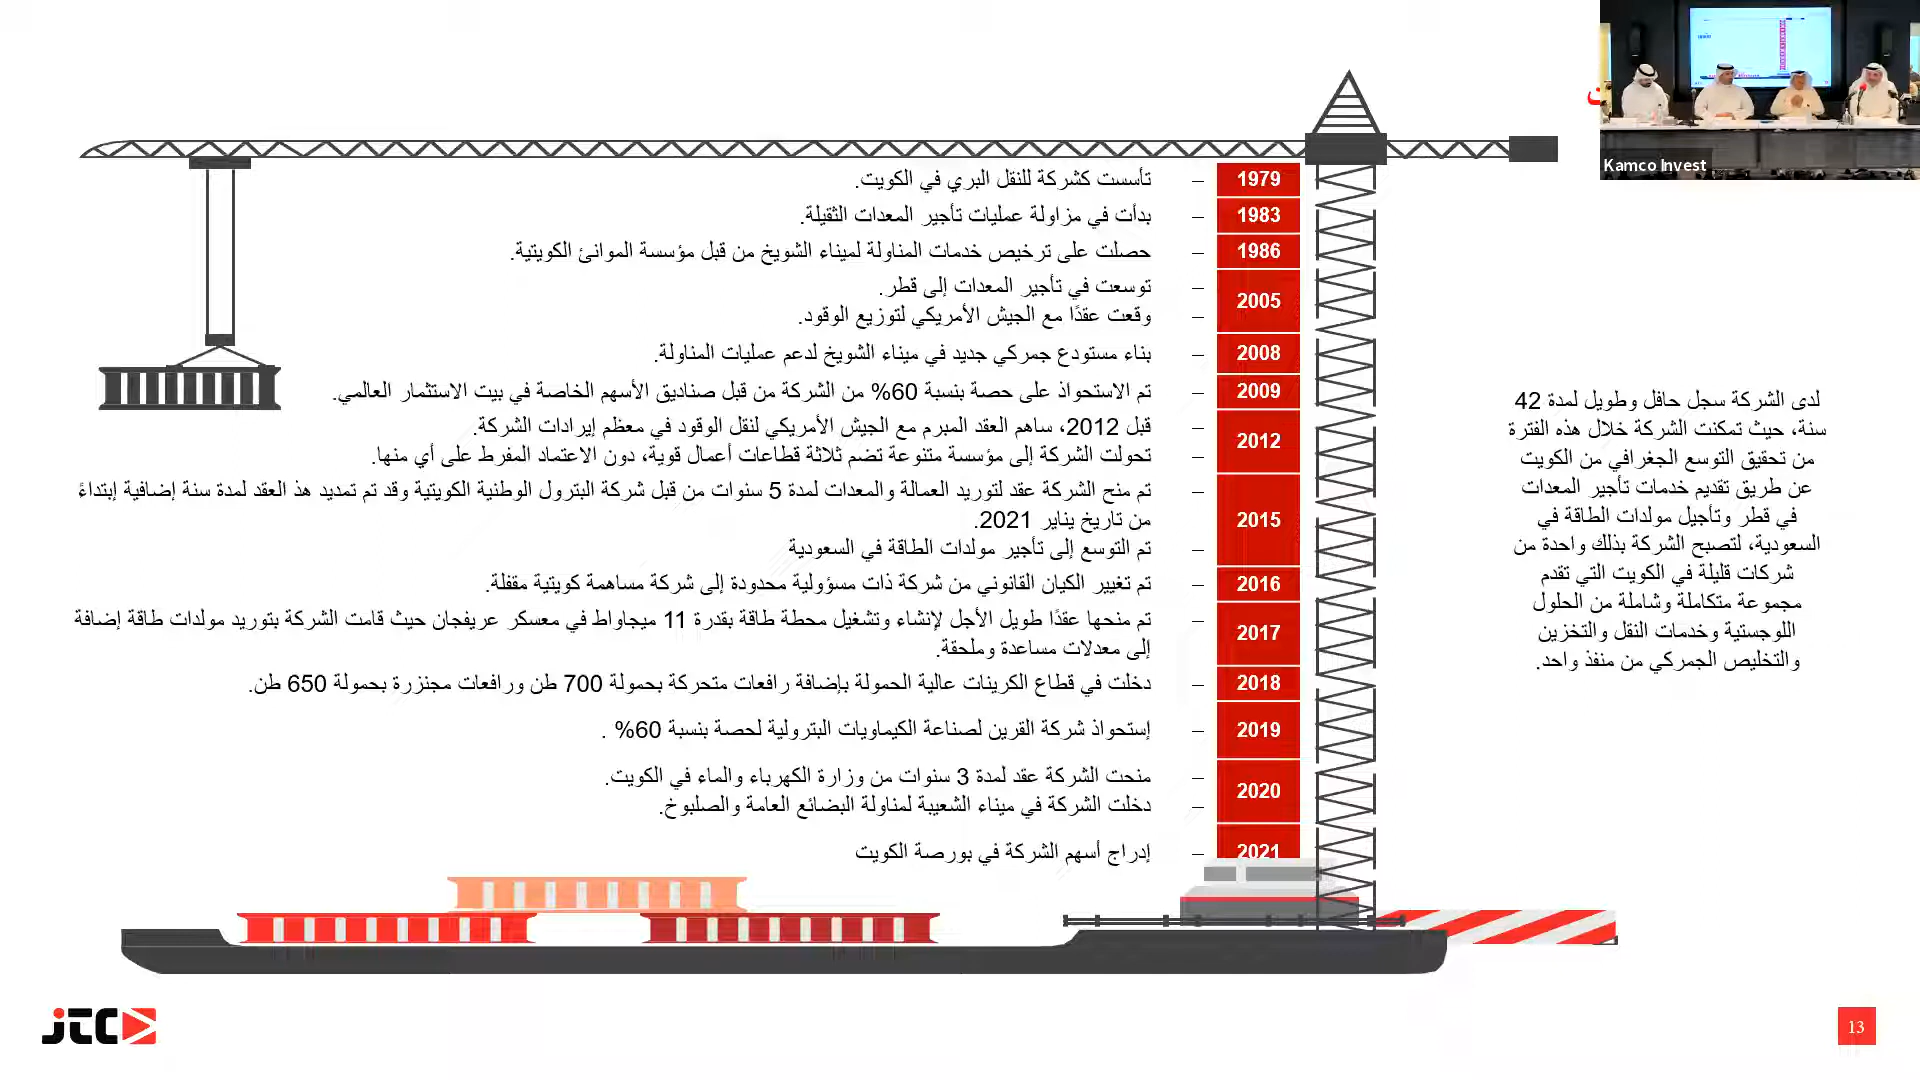 Kamco Invest
1979
تأسست كشركة للنقل البري في الكويت.
1983
بدأت في مزاولة عمليات تأجير المعدات الثقيلة.
1986
حصلت على ترخيص خدمات المناولة لميناء الشويخ من قبل مؤسسة الموانئ الكويتية.
2005
توسعت في تأجير المعدات إلى قطر.
وقعت عقدًا مع الجيش الأمريكي لتوزيع الوقود.
2008
بناء مستودع جمركي جديد في ميناء الشويخ لدعم عمليات المناولة.
2009
تم الاستحواذ على حصة بنسبة 60% من الشركة من قبل صناديق الأسهم الخاصة في بيت الاستثمار العالمي.
2012
قبل 2012، ساهم العقد المبرم مع الجيش الأمريكي لنقل الوقود في معظم إيرادات الشركة.
تحولت الشركة إلى مؤسسة متنوعة تضم ثلاثة قطاعات أعمال قوية، دون الاعتماد المفرط على أي منها.
2015
تم منح الشركة عقد لتوريد العمالة والمعدات لمدة 5 سنوات من قبل شركة البترول الوطنية الكويتية وقد تم تمديد هذ العقد لمدة سنة إضافية إبتداءً
من تاريخ يناير 2021.
تم التوسع إلى تأجير مولدات الطاقة في السعودية
2016
تم تغيير الكيان القانوني من شركة ذات مسؤولية محدودة إلى شركة مساهمة كويتية مقفلة.
2017
تم منحها عقدًا طويل الأجل لإنشاء وتشغيل محطة طاقة بقدرة 11 ميجاواط في معسكر عريفجان حيث قامت الشركة بتوريد مولدات طاقة إضافة
إلى معدلات مساعدة وملحقة.
2018
دخلت في قطاع الكرينات عالية الحمولة بإضافة رافعات متحركة بحمولة 700 طن ورافعات مجنزرة بحمولة 650 طن.
2019
إستحواذ شركة القرين لصناعة الكيماويات البترولية لحصة بنسبة 60% .
2020
منحت الشركة عقد لمدة 3 سنوات من وزارة الكهرباء والماء في الكويت.
دخلت الشركة في ميناء الشعيبة لمناولة البضائع العامة والصلبوخ.
2021
إدراج أسهم الشركة في بورصة الكويت
لدى الشركة سجل حافل وطويل لمدة 42
سنة، حيث تمكنت الشركة خلال هذه الفترة
من تحقيق التوسع الجغرافي من الكويت
عن طريق تقديم خدمات تأجير المعدات
في قطر وتأجيل مولدات الطاقة في
السعودية، لتصبح الشركة بذلك واحدة من
شركات قليلة في الكويت التي تقدم
مجموعة متكاملة وشاملة من الحلول
اللوجستية وخدمات النقل والتخزين
والتخليص الجمركي من منفذ واحد.
JTC
13